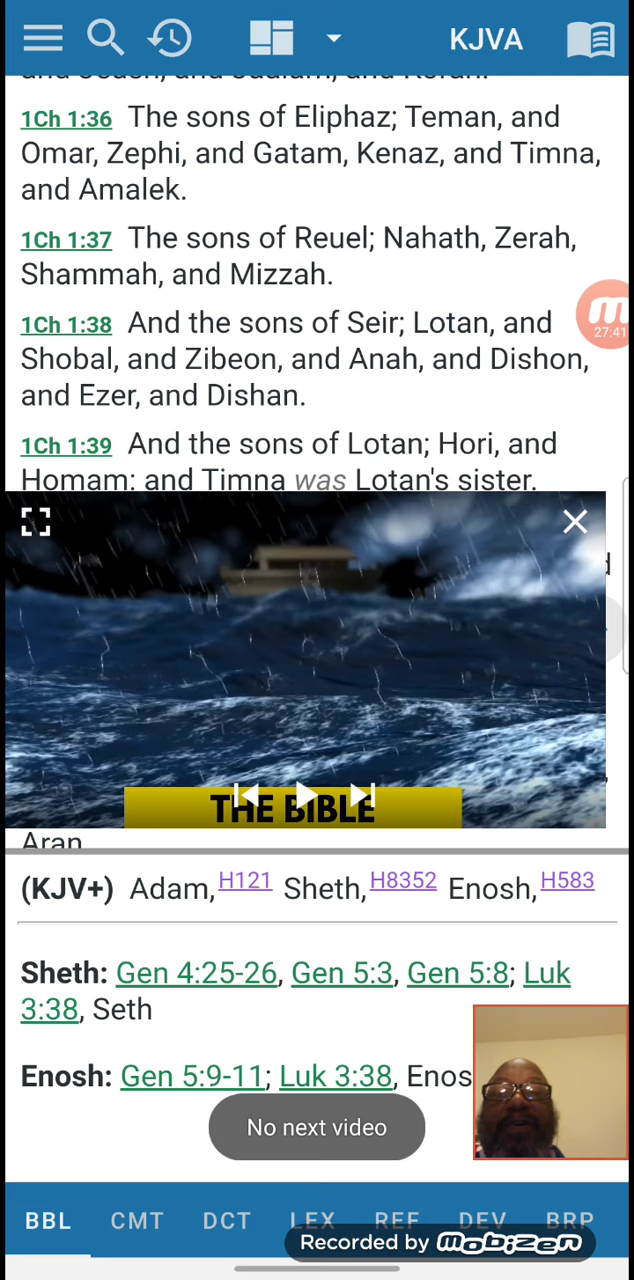 KJVA
1Ch 1:36 The sons of Eliphaz; Teman, and
Omar, Zephi, and Gatam, Kenaz, and Timna,
and Amalek.
1Ch 1:37 The sons of Reuel; Nahath, Zerah,
Shammah, and Mizzah.
1Ch 1:38 And the sons of Seir; Lotan, and
27:41
Shobal, and Zibeon, and Anah, and Dishon,
and Ezer, and Dishan.
1Ch 1:39 And the sons of Lotan; Hori, and
Homam: and Timna was Lotan's sister.
THE BIBLE
Aran
(KJV+) Adam,H121 Sheth,H8352 Enosh,H583
Sheth: Gen 4:25-26, Gen 5:3, Gen 5:8; Luk
3:38, Seth
Enosh: Gen 5:9-11; Luk 3:38, Enos
No next video
BBL CMT DCT LEX REF DEV BRP
Recorded by mobizen